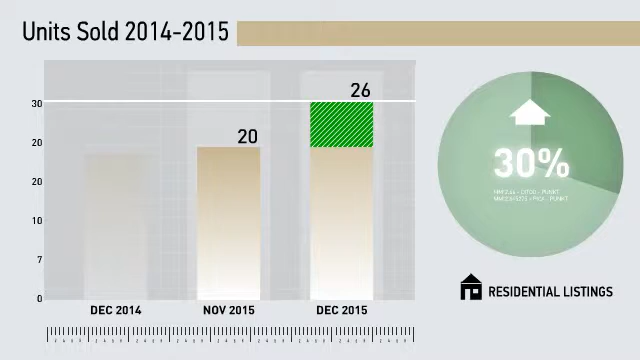 Units Sold 2014-2015
26
30
20
20
20
10
7
0
30%
DEC 2014
NOV 2015
DEC 2015
RESIDENTIAL LISTINGS